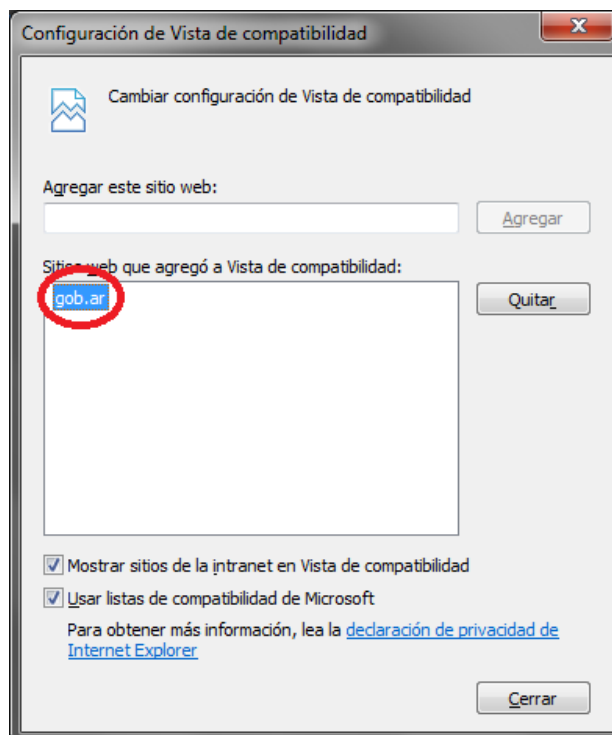 Configuración de Vista de compatibilidad
Cambiar configuración de Vista de compatibilidad
Agregar este sitio web:
Agregar
Sitios web que agregó a Vista de compatibilidad:
gob.ar
Quitar
Mostrar sitios de la intranet en Vista de compatibilidad
Usar listas de compatibilidad de Microsoft
Para obtener más información, lea la declaración de privacidad de
Internet Explorer
Cerrar